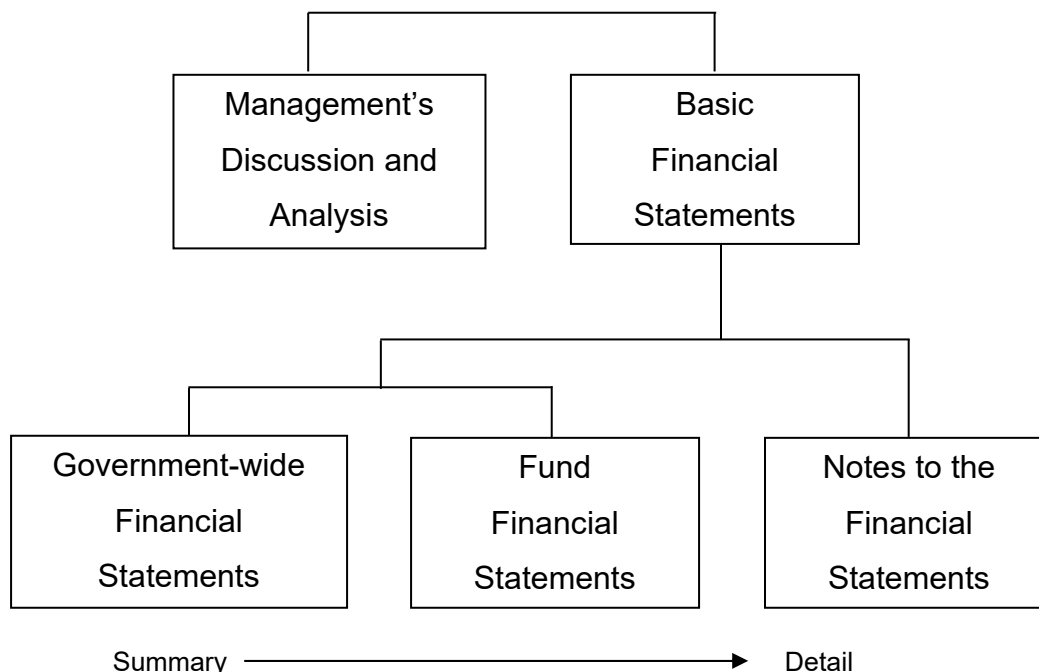 Management’s
Discussion and
Analysis
Basic
Financial
Statements
Government-wide
Financial
Statements
Fund
Financial
Statements
Notes to the
Financial
Statements
Summary
Detail